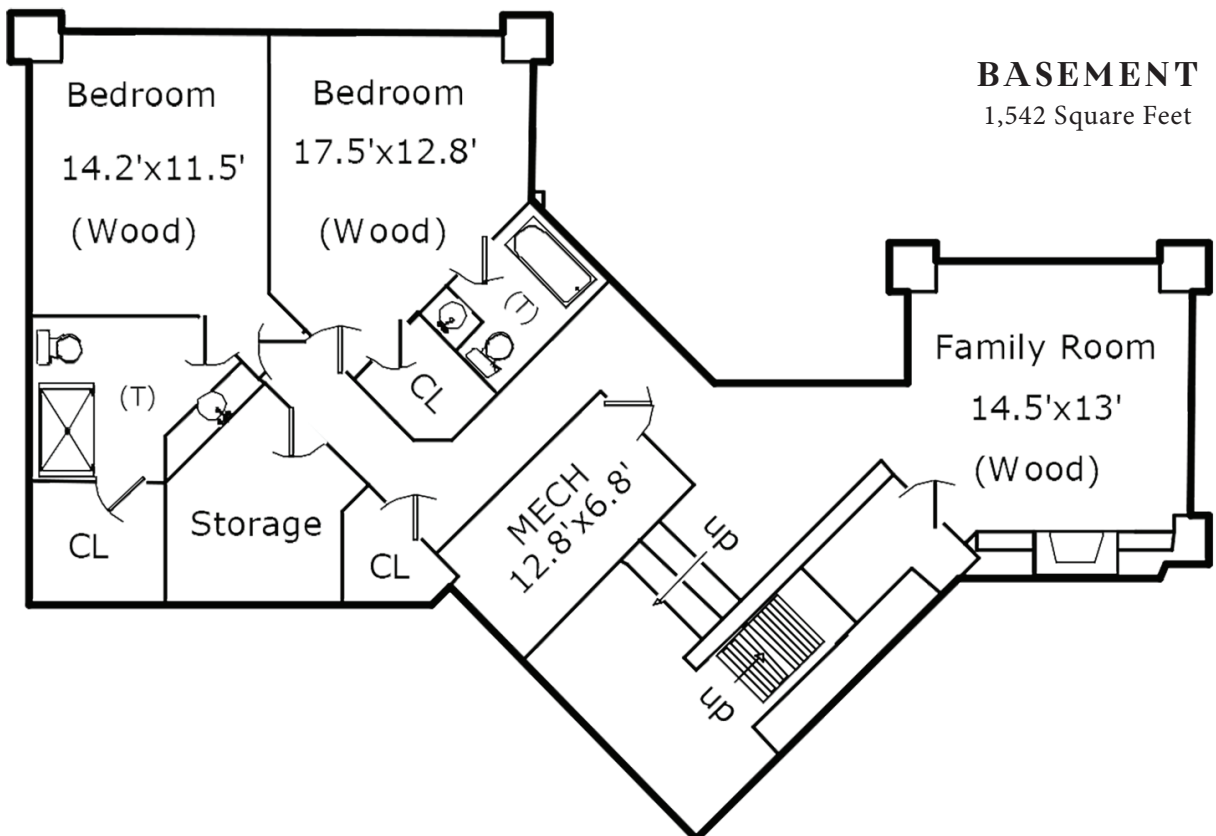 BASEMENT
1,542 Square Feet
Bedroom
14.2'x11.5'
(Wood)
Bedroom
17.5'x12.8'
(Wood)
(T)
CL
Family Room
14.5'x13'
(Wood)
(T)
CL
Storage
CL
MECH
12.8'x6.8'
up
dn